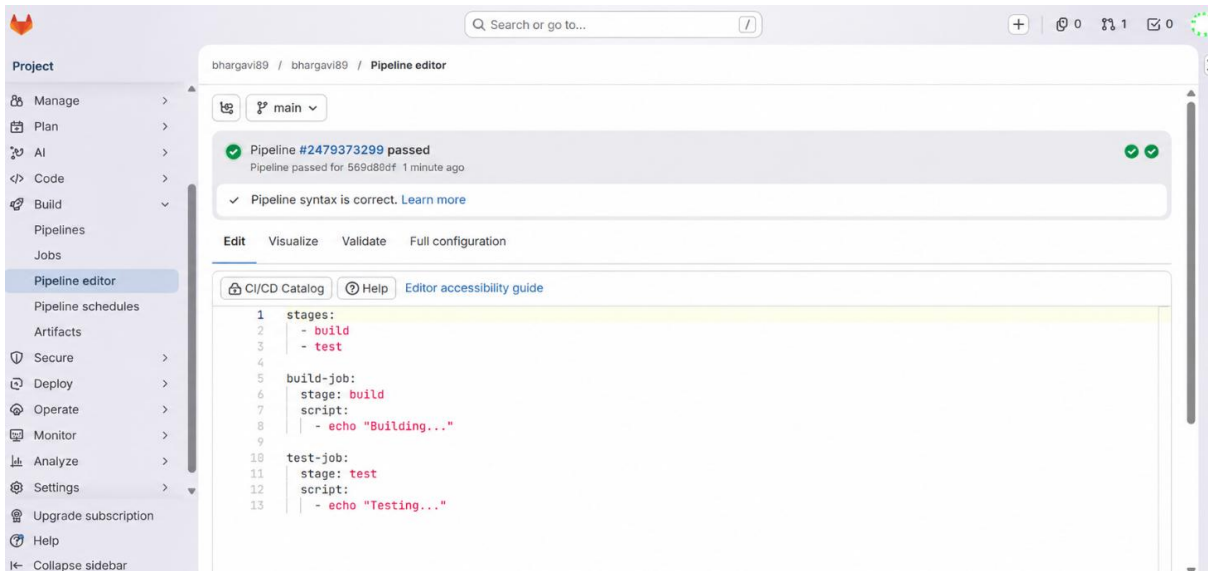 Search or go to... /
0 1 0
Project
bhargavi89 / bhargavi89 / Pipeline editor
Manage
Plan
AI
Code
Build
Pipelines
Jobs
Pipeline editor
Pipeline schedules
Artifacts
Secure
Deploy
Operate
Monitor
Analyze
Settings
Upgrade subscription
Help
Collapse sidebar
main
Pipeline #2479373299 passed
Pipeline passed for 569d80df 1 minute ago
Pipeline syntax is correct. Learn more
Edit Visualize Validate Full configuration
CI/CD Catalog Help Editor accessibility guide
1 stages:
2 - build
3 - test
4
5 build-job:
6 stage: build
7 script:
8 - echo "Building..."
9
10 test-job:
11 stage: test
12 script:
13 - echo "Testing..."